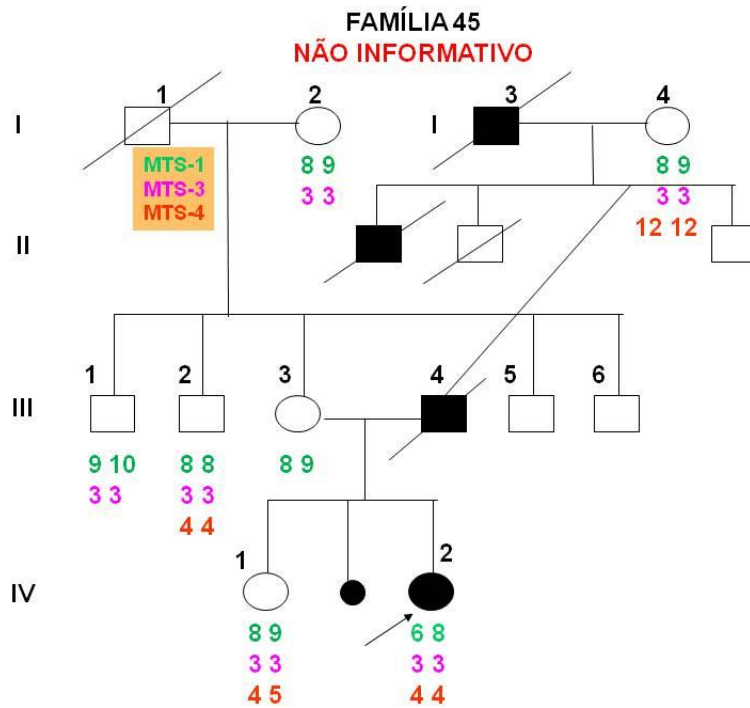 FAMÍLIA 45
NÃO INFORMATIVO
I 1 2 I 3 4
MTS-1 8 9 8 9
MTS-3 3 3 3 3
MTS-4 12 12
II
1 2 3 4 5 6
III
9 10 8 8 8 9
3 3 3 3
4 4
1 2
IV
8 9 6 8
3 3 3 3
4 5 4 4